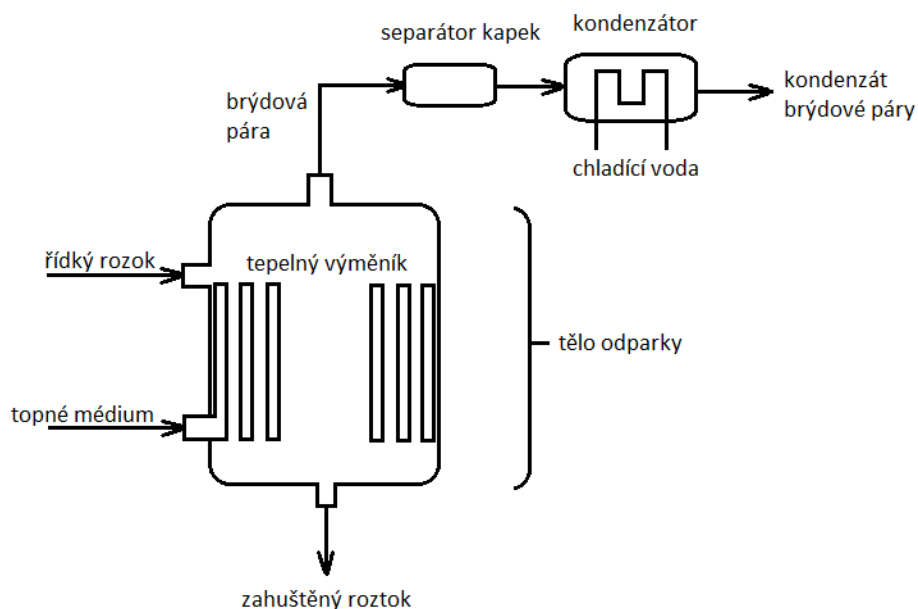 separátor kapek
kondenzátor
brýdová
pára
kondenzát
brýdové páry
chladící voda
řídký rozok
tepelný výměník
tělo odparky
topné médium
zahuštěný roztok